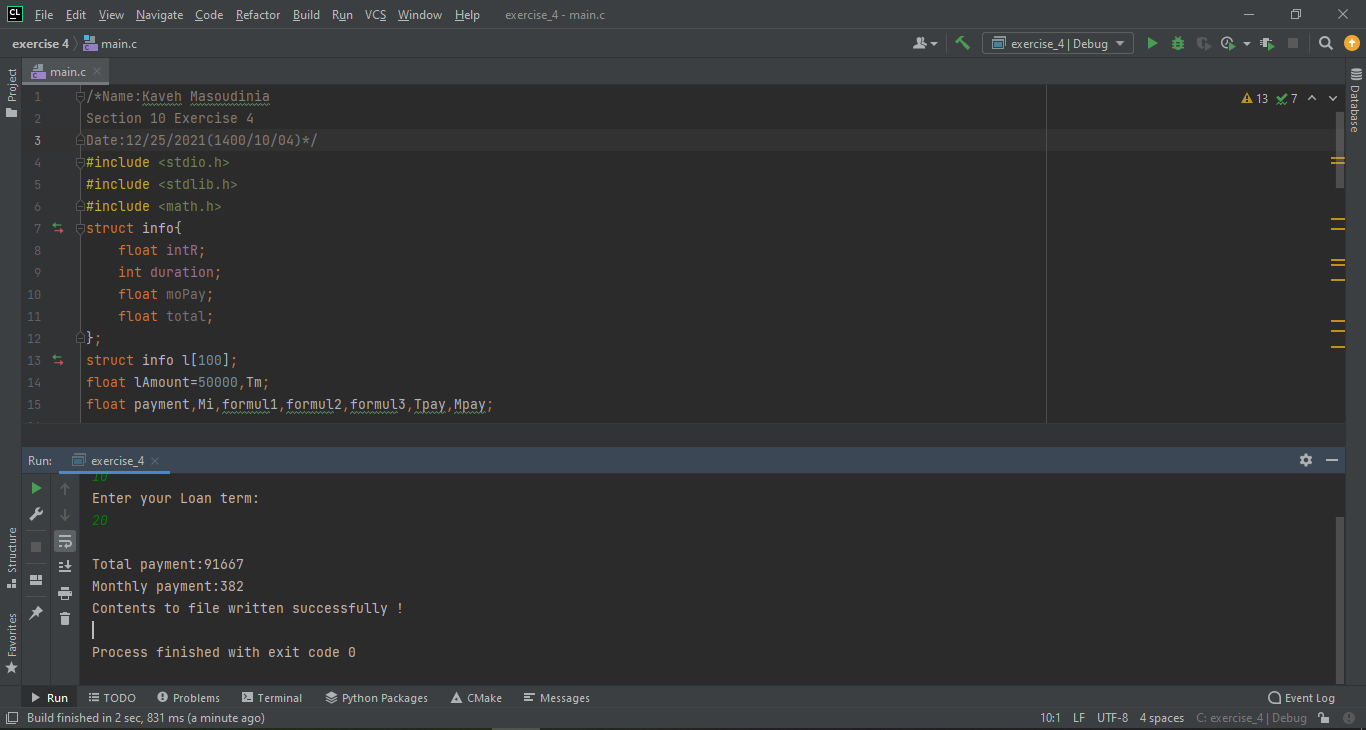 CL File Edit View Navigate Code Refactor Build Run VCS Window Help exercise_4 - main.c
exercise 4 main.c exercise_4 | Debug
Project
main.c
Database
13 7
1 /*Name:Kaveh Masoudinia
2 Section 10 Exercise 4
3 Date:12/25/2021(1400/10/04)*/
4 #include <stdio.h>
5 #include <stdlib.h>
6 #include <math.h>
7 struct info{
8 float intR;
9 int duration;
10 float moPay;
11 float total;
12 };
13 struct info l[100];
14 float lAmount=50000,Tm;
15 float payment,Mi,formul1,formul2,formul3,Tpay,Mpay;
Run: exercise_4
10
Enter your Loan term:
20
Total payment:91667
Monthly payment:382
Contents to file written successfully !
Process finished with exit code 0
Structure
Favorites
Run TODO Problems Terminal Python Packages CMake Messages Event Log
Build finished in 2 sec, 831 ms (a minute ago) 10:1 LF UTF-8 4 spaces C: exercise_4 | Debug